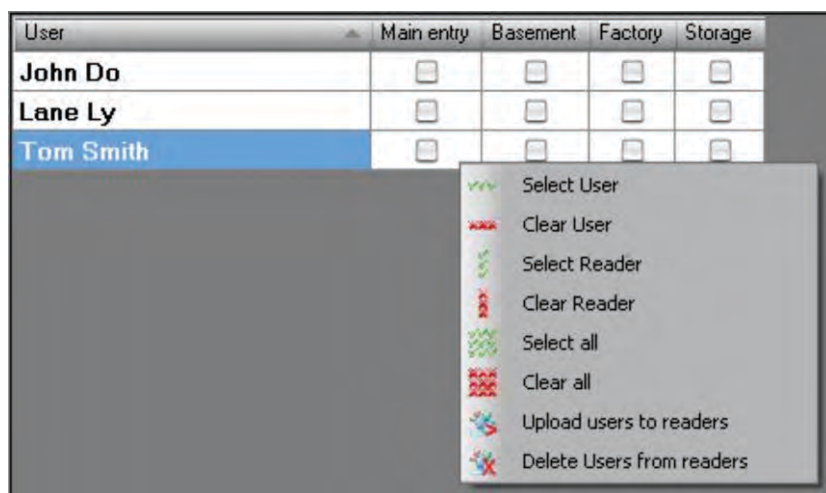 User Main entry Basement Factory Storage
John Do
Lane Ly
Tom Smith
Select User
Clear User
Select Reader
Clear Reader
Select all
Clear all
Upload users to readers
Delete Users from readers